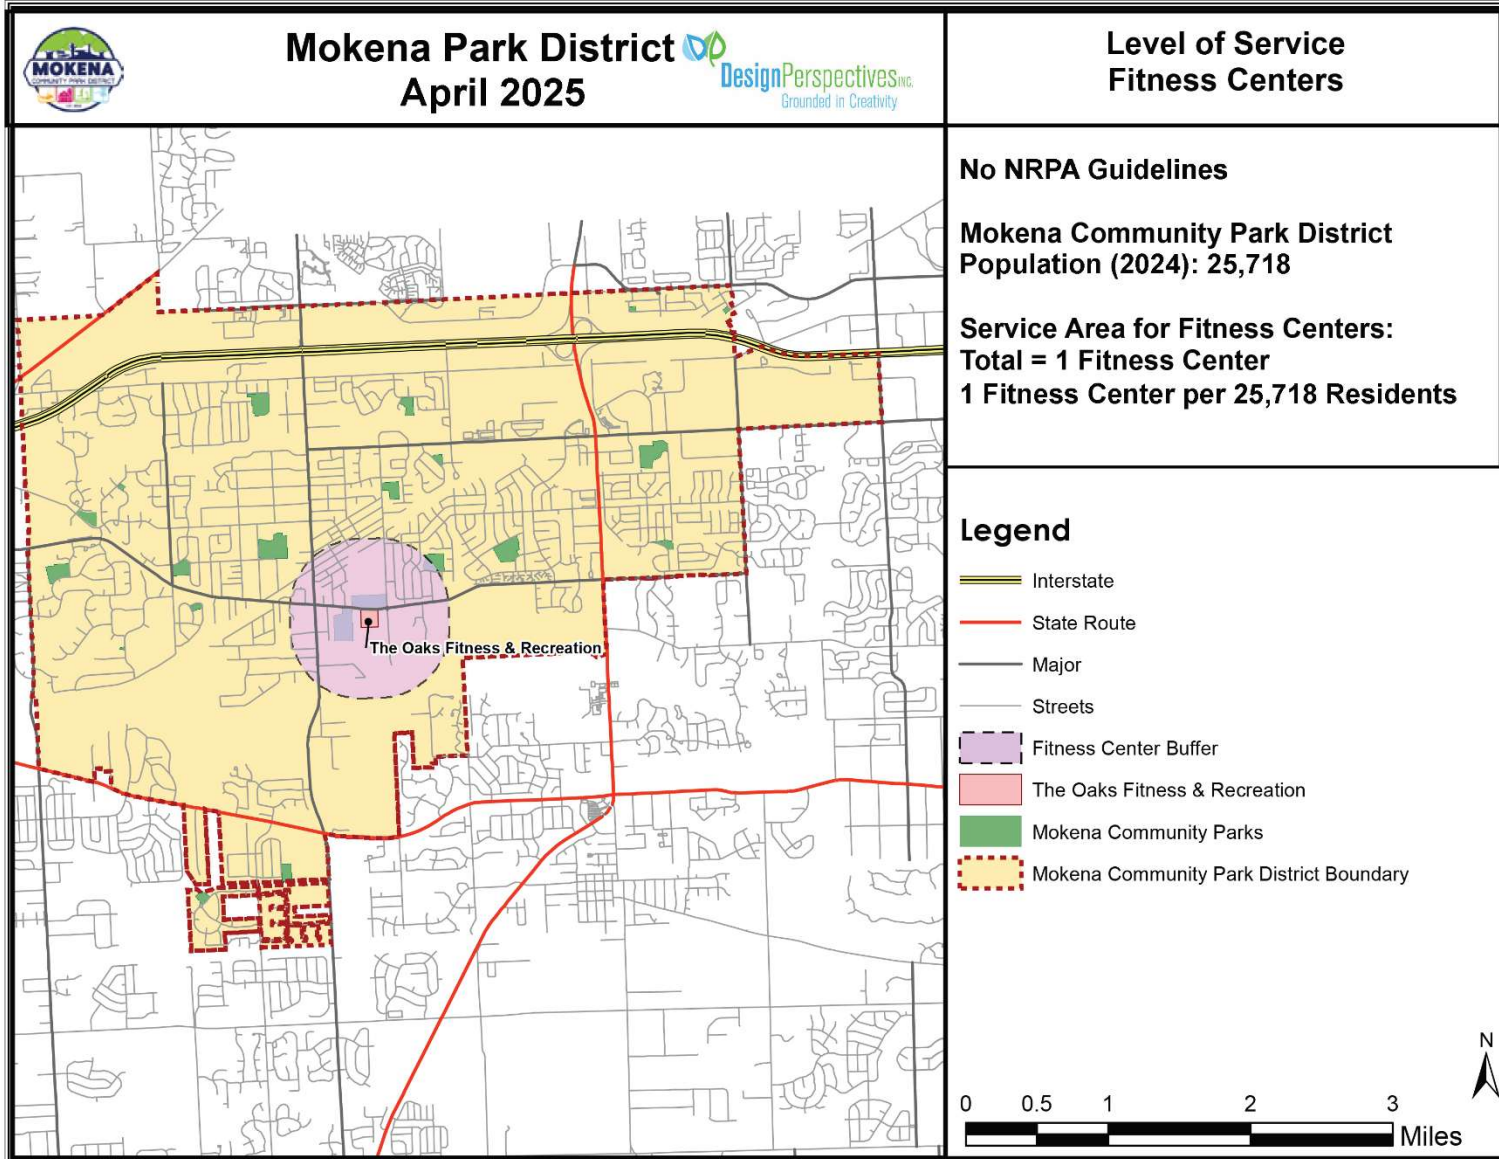 MOKENA
COMMUNITY PARK DISTRICT
Mokena Park District
April 2025
DesignPerspectives INC.
Grounded in Creativity
Level of Service
Fitness Centers
No NRPA Guidelines
Mokena Community Park District
Population (2024): 25,718
Service Area for Fitness Centers:
Total = 1 Fitness Center
1 Fitness Center per 25,718 Residents
The Oaks Fitness & Recreation
Legend
Interstate
State Route
Major
Streets
Fitness Center Buffer
The Oaks Fitness & Recreation
Mokena Community Parks
Mokena Community Park District Boundary
N
0 0.5 1 2 3
Miles